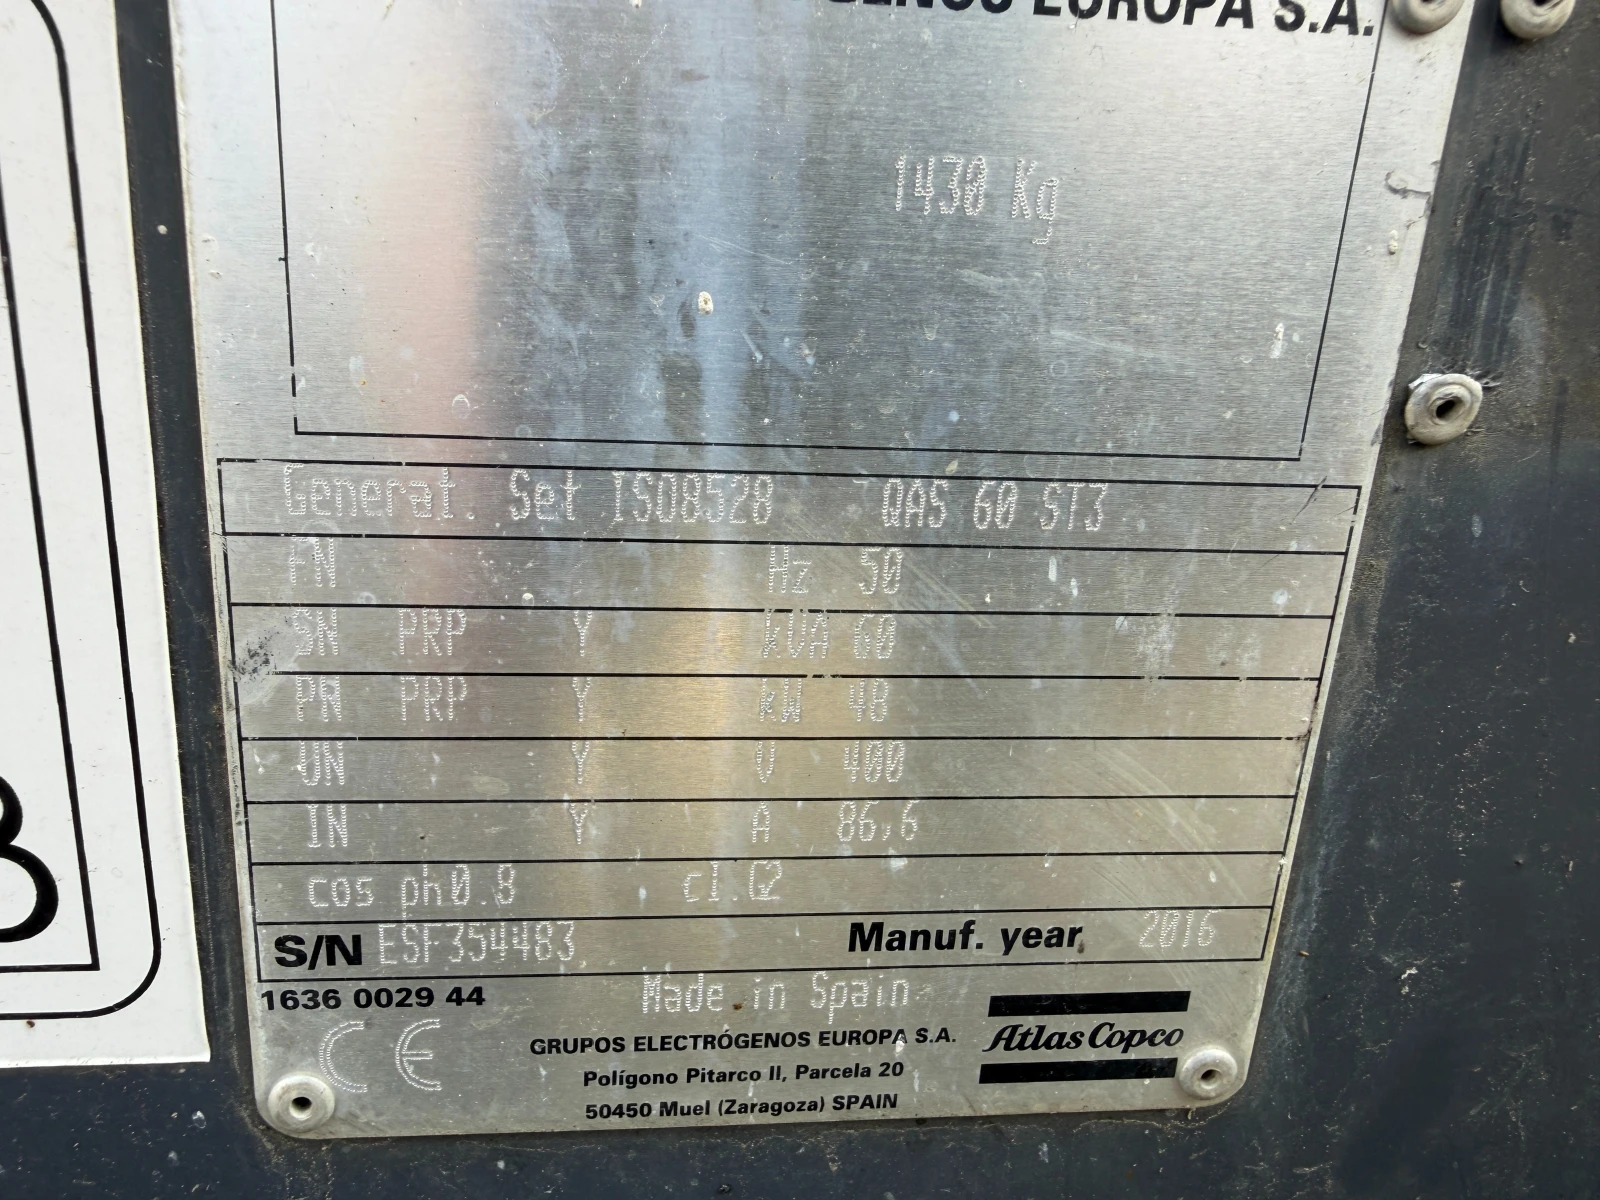 EUROPA S.A.
1430 Kg
Generat. Set ISO8528 QAS 60 ST3
FN Hz 50
SN PRP Y KVA 60
PN PRP Y KW 48
UN Y V 400
IN Y A 86,6
cos ph0.8 cl.G2
S/N ESF354483 Manuf. year 2016
1636 0029 44
Made in Spain
CE
GRUPOS ELECTRÓGENOS EUROPA S.A.
Polígono Pitarco II, Parcela 20
50450 Muel (Zaragoza) SPAIN
Atlas Copco